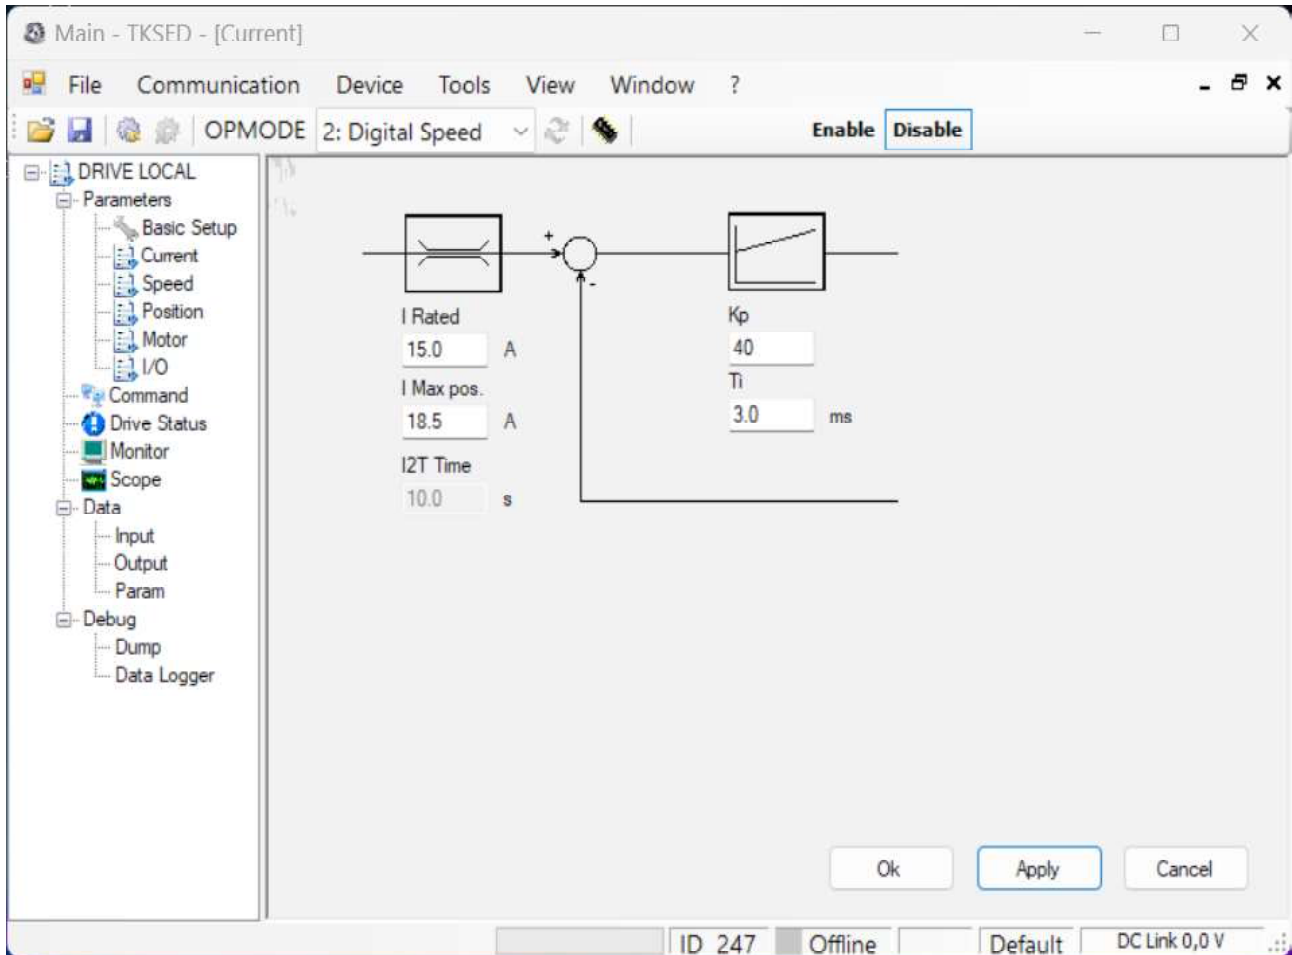 Main - TKSED - [Current]
File Communication Device Tools View Window ?
OPMODE 2: Digital Speed Enable Disable
DRIVE LOCAL
Parameters
Basic Setup
Current
Speed
Position
Motor
I/O
Command
Drive Status
Monitor
Scope
Data
Input
Output
Param
Debug
Dump
Data Logger
+
-
I Rated
15.0 A
I Max pos.
18.5 A
I2T Time
10.0 s
Kp
40
Ti
3.0 ms
Ok Apply Cancel
ID 247 Offline Default DC Link 0,0 V